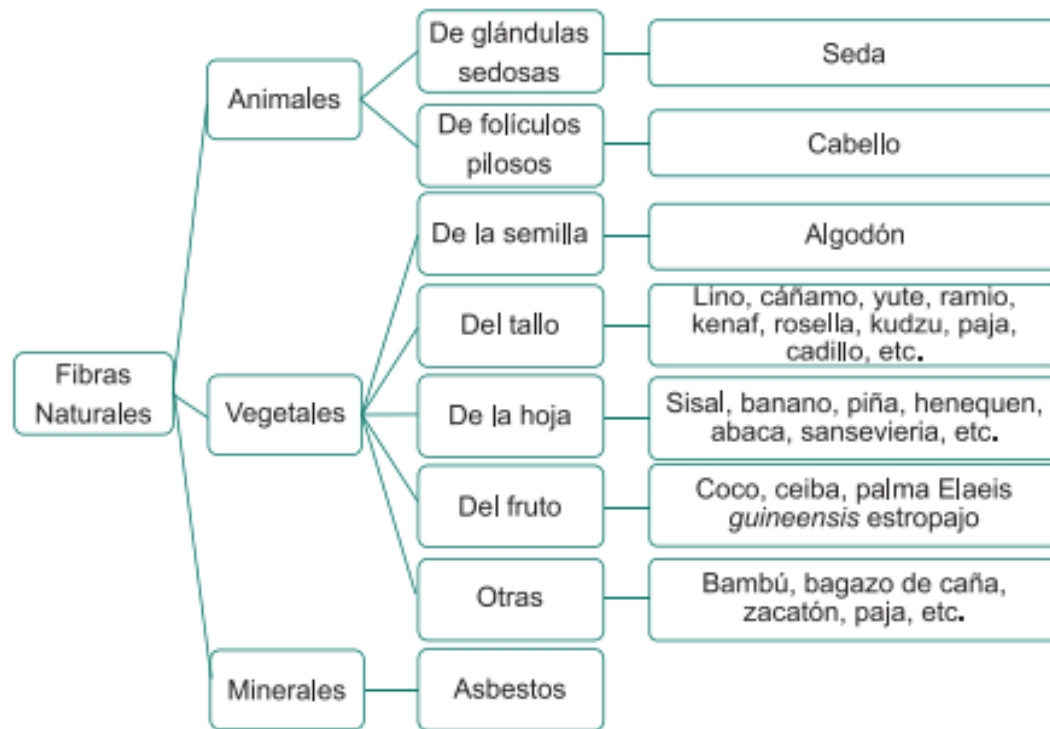 Fibras
Naturales
Animales
De glándulas
sedosas
Seda
De folículos
pilosos
Cabello
Vegetales
De la semilla
Algodón
Del tallo
Lino, cáñamo, yute, ramio,
kenaf, rosella, kudzu, paja,
cadillo, etc.
De la hoja
Sisal, banano, piña, henequen,
abaca, sansevieria, etc.
Del fruto
Coco, ceiba, palma Elaeis
guineensis estropajo
Otras
Bambú, bagazo de caña,
zacatón, paja, etc.
Minerales
Asbestos